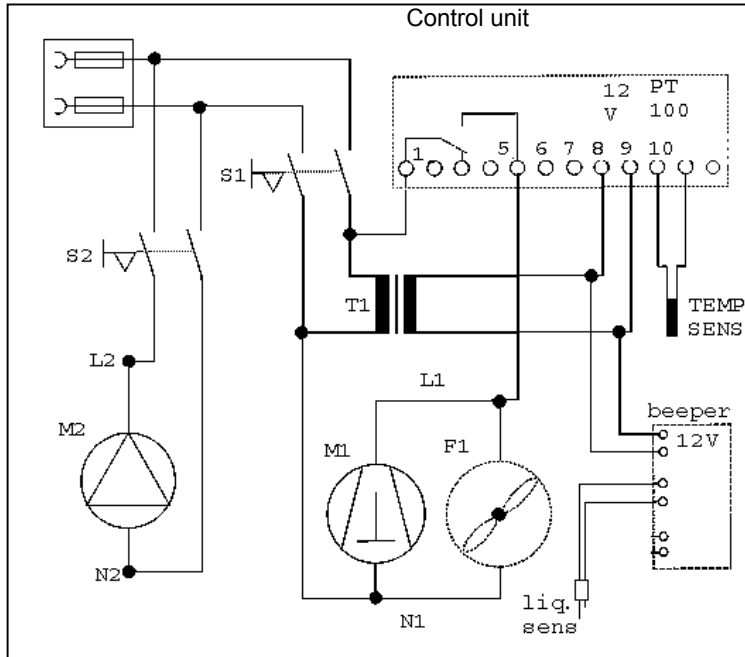 Control unit
12 PT
V 100
1 5 6 7 8 9 10
S1
S2
T1
TEMP
SENS
L2
L1
beeper
12V
M2
M1
F1
N2
liq.
sens
N1